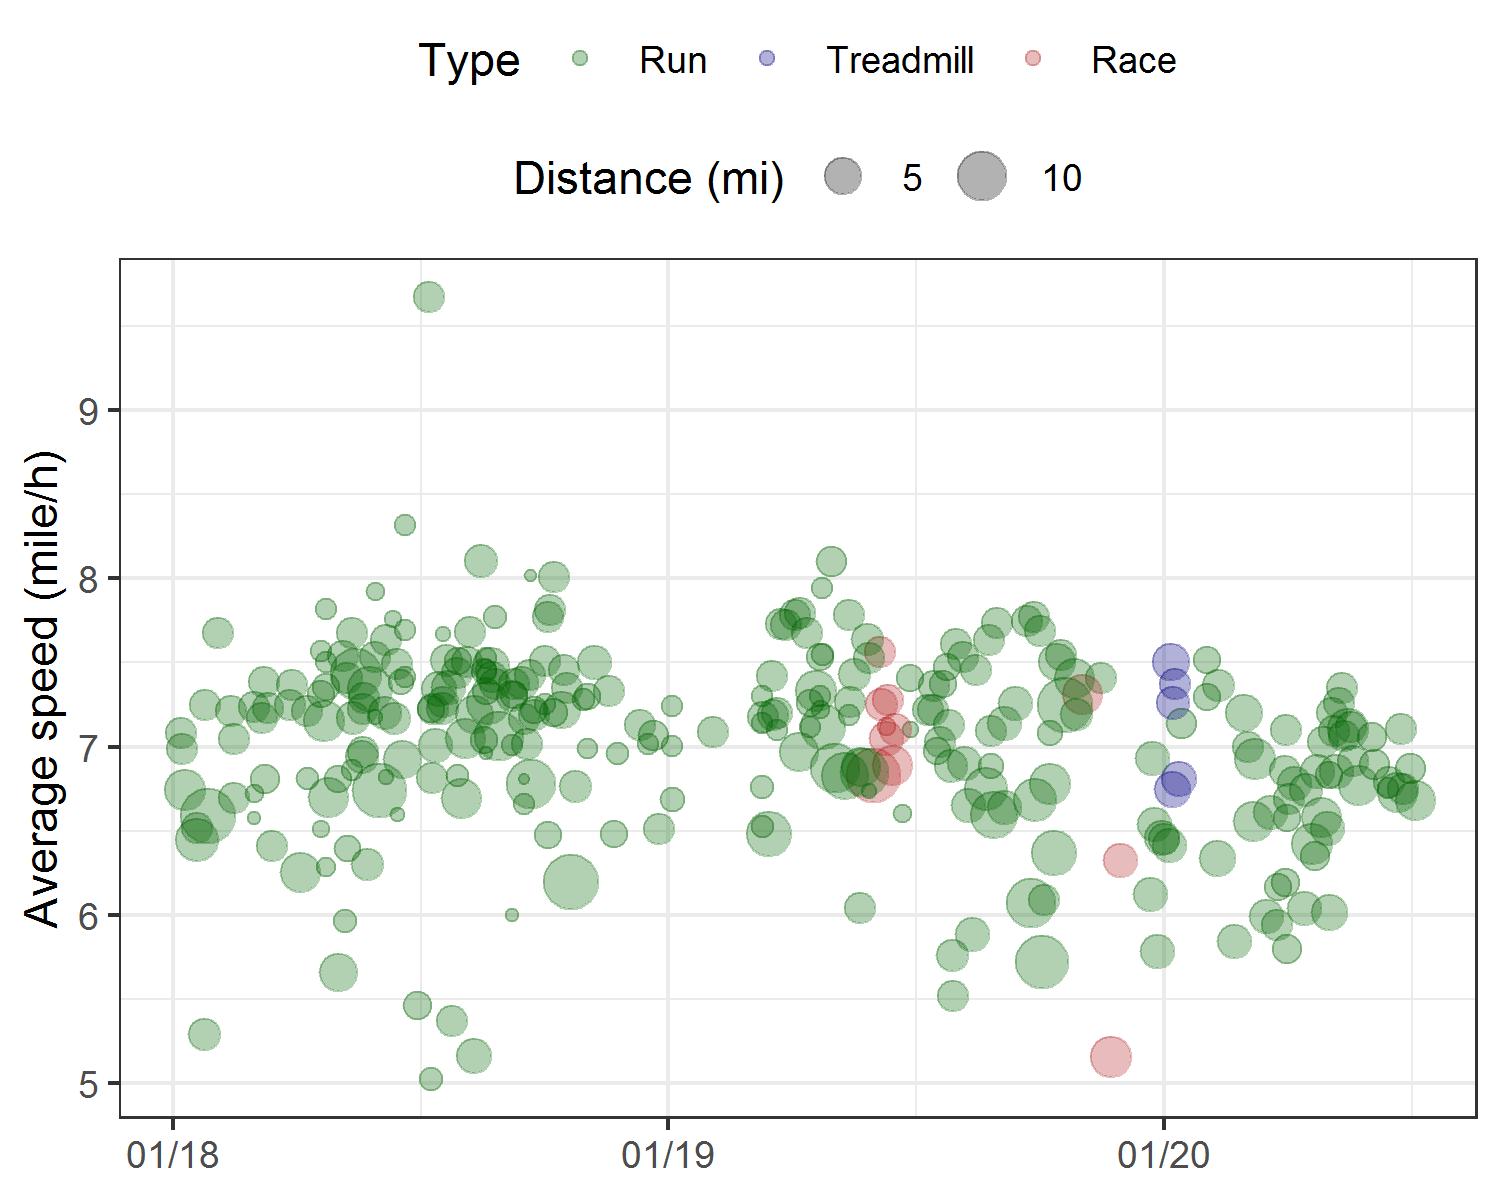 Type Run Treadmill Race
Distance (mi) 5 10
Average speed (mile/h)
9
8
7
6
5
01/18 01/19 01/20